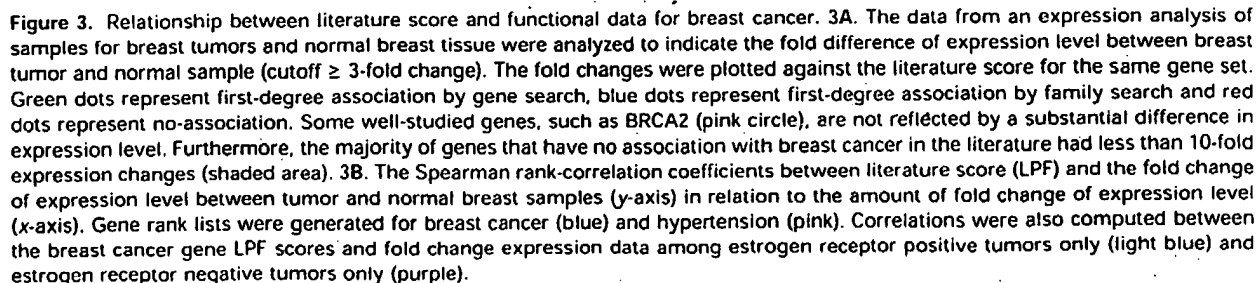 Figure 3. Relationship between literature score and functional data for breast cancer. 3A. The data from an expression analysis of
samples for breast tumors and normal breast tissue were analyzed to indicate the fold difference of expression level between breast
tumor and normal sample (cutoff ≥ 3-fold change). The fold changes were plotted against the literature score for the same gene set.
Green dots represent first-degree association by gene search, blue dots represent first-degree association by family search and red
dots represent no-association. Some well-studied genes, such as BRCA2 (pink circle), are not reflected by a substantial difference in
expression level. Furthermore, the majority of genes that have no association with breast cancer in the literature had less than 10-fold
expression changes (shaded area). 3B. The Spearman rank-correlation coefficients between literature score (LPF) and the fold change
of expression level between tumor and normal breast samples (y-axis) in relation to the amount of fold change of expression level
(x-axis). Gene rank lists were generated for breast cancer (blue) and hypertension (pink). Correlations were also computed between
the breast cancer gene LPF scores and fold change expression data among estrogen receptor positive tumors only (light blue) and
estrogen receptor negative tumors only (purple).